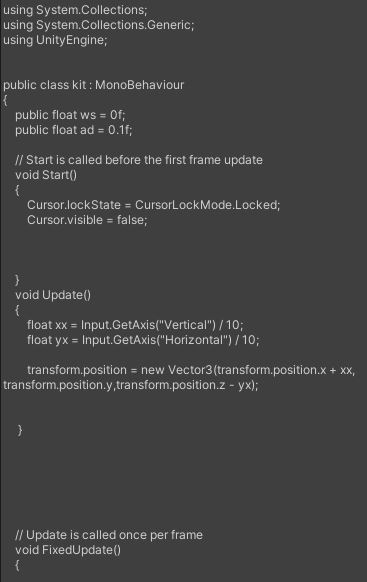 using System.Collections;
using System.Collections.Generic;
using UnityEngine;
public class kit : MonoBehaviour
{
public float ws = 0f;
public float ad = 0.1f;
// Start is called before the first frame update
void Start()
{
Cursor.lockState = CursorLockMode.Locked;
Cursor.visible = false;
}
void Update()
{
float xx = Input.GetAxis("Vertical") / 10;
float yx = Input.GetAxis("Horizontal") / 10;
transform.position = new Vector3(transform.position.x + xx,
transform.position.y,transform.position.z - yx);
}
// Update is called once per frame
void FixedUpdate()
{